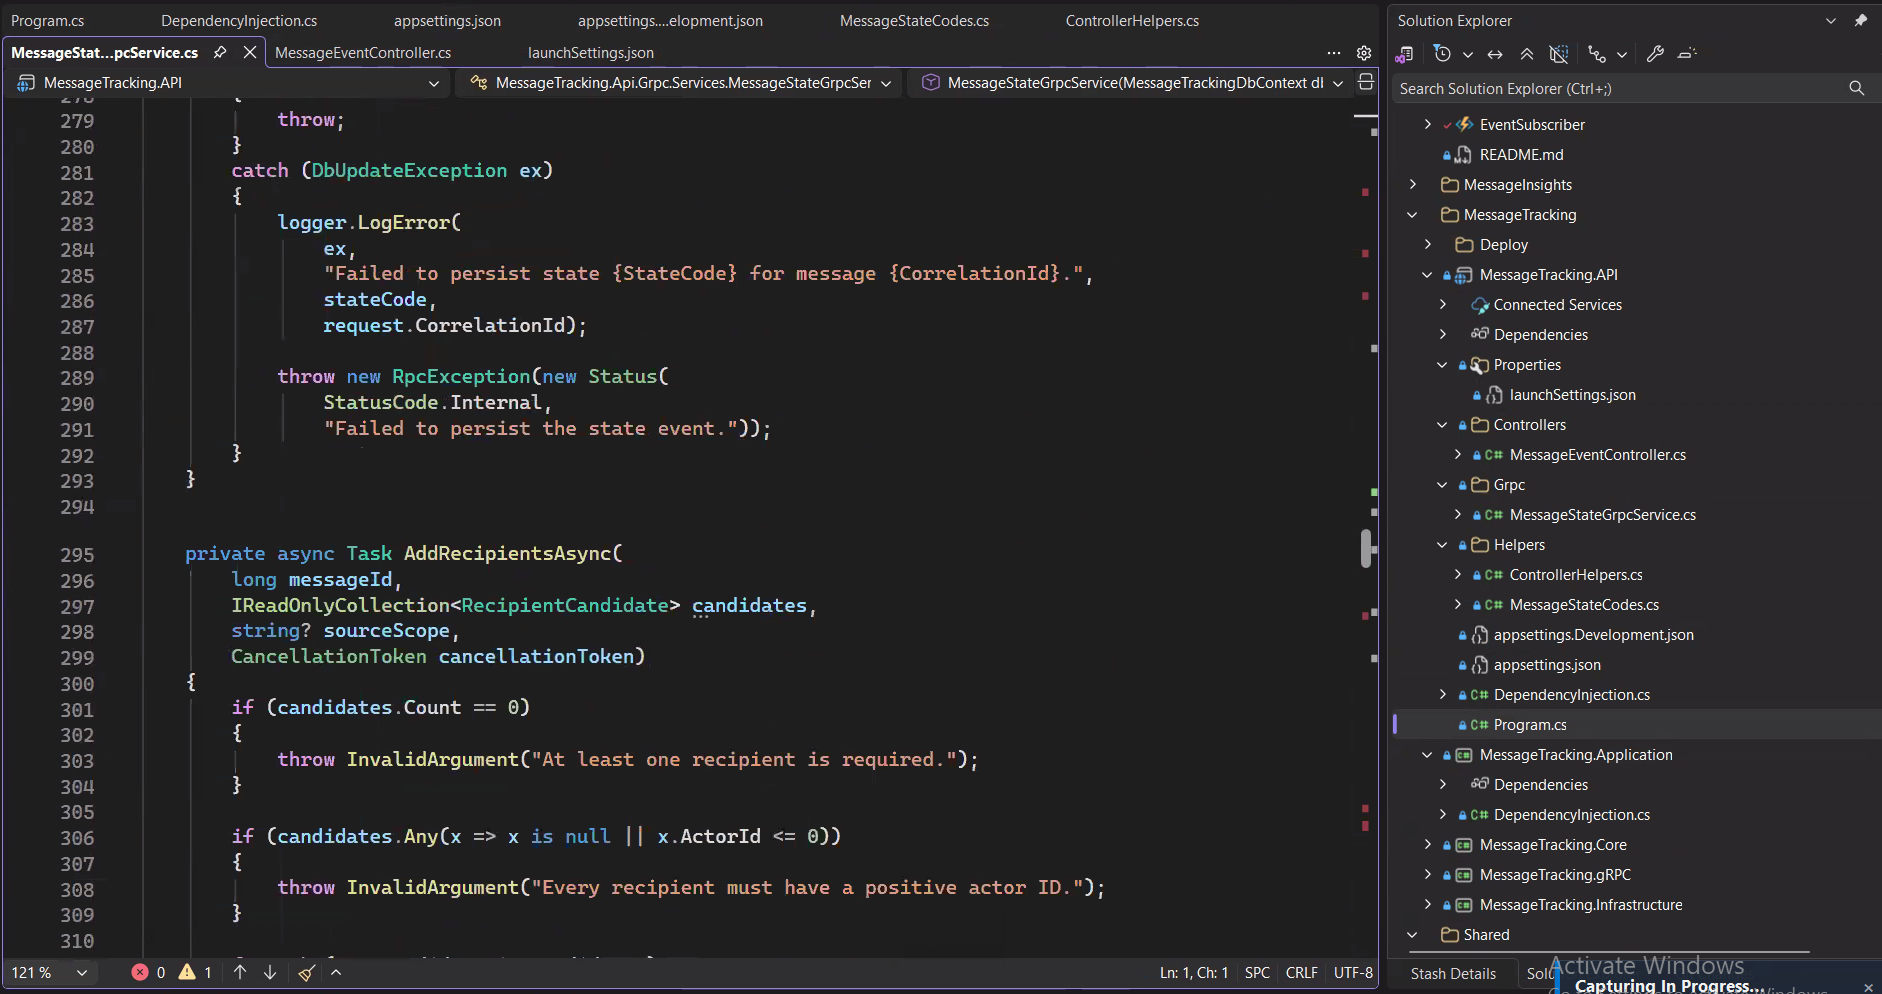 Program.cs DependencyInjection.cs appsettings.json appsettings....elopment.json MessageStateCodes.cs ControllerHelpers.cs
MessageStat...pcService.cs MessageEventController.cs launchSettings.json
MessageTracking.API MessageTracking.Api.Grpc.Services.MessageStateGrpcSer MessageStateGrpcService(MessageTrackingDbContext db
278 {
279 throw;
280 }
281 catch (DbUpdateException ex)
282 {
283 logger.LogError(
284 ex,
285 "Failed to persist state {StateCode} for message {CorrelationId}.",
286 stateCode,
287 request.CorrelationId);
288
289 throw new RpcException(new Status(
290 StatusCode.Internal,
291 "Failed to persist the state event."));
292 }
293 }
294
295 private async Task AddRecipientsAsync(
296 long messageId,
297 IReadOnlyCollection<RecipientCandidate> candidates,
298 string? sourceScope,
299 CancellationToken cancellationToken)
300 {
301 if (candidates.Count == 0)
302 {
303 throw InvalidArgument("At least one recipient is required.");
304 }
305
306 if (candidates.Any(x => x is null || x.ActorId <= 0))
307 {
308 throw InvalidArgument("Every recipient must have a positive actor ID.");
309 }
310
121 % 0 1 Ln: 1, Ch: 1 SPC CRLF UTF-8
Solution Explorer
Search Solution Explorer (Ctrl+;)
EventSubscriber
README.md
MessageInsights
MessageTracking
Deploy
MessageTracking.API
Connected Services
Dependencies
Properties
launchSettings.json
Controllers
C# MessageEventController.cs
Grpc
C# MessageStateGrpcService.cs
Helpers
C# ControllerHelpers.cs
C# MessageStateCodes.cs
appsettings.Development.json
appsettings.json
C# DependencyInjection.cs
C# Program.cs
C# MessageTracking.Application
Dependencies
C# DependencyInjection.cs
C# MessageTracking.Core
C# MessageTracking.gRPC
C# MessageTracking.Infrastructure
Shared
Stash Details Solu
Activate Windows
Capturing In Progress...